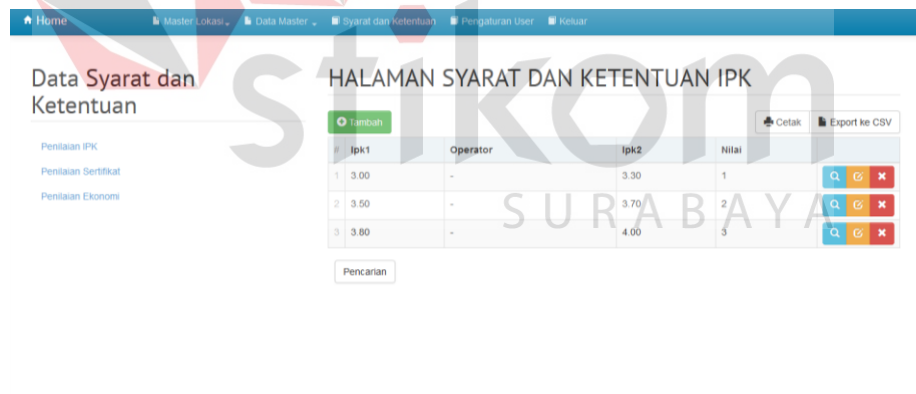 Home Master Lokasi Data Master Syarat dan Ketentuan Pengaturan User Keluar
Data Syarat dan
Ketentuan
Penilaian IPK
Penilaian Sertifikat
Penilaian Ekonomi
HALAMAN SYARAT DAN KETENTUAN IPK
Tambah Cetak Export ke CSV
# Ipk1 Operator Ipk2 Nilai
1 3.00 - 3.30 1
2 3.50 - 3.70 2
3 3.80 - 4.00 3
Pencarian
stikom
SURABAYA